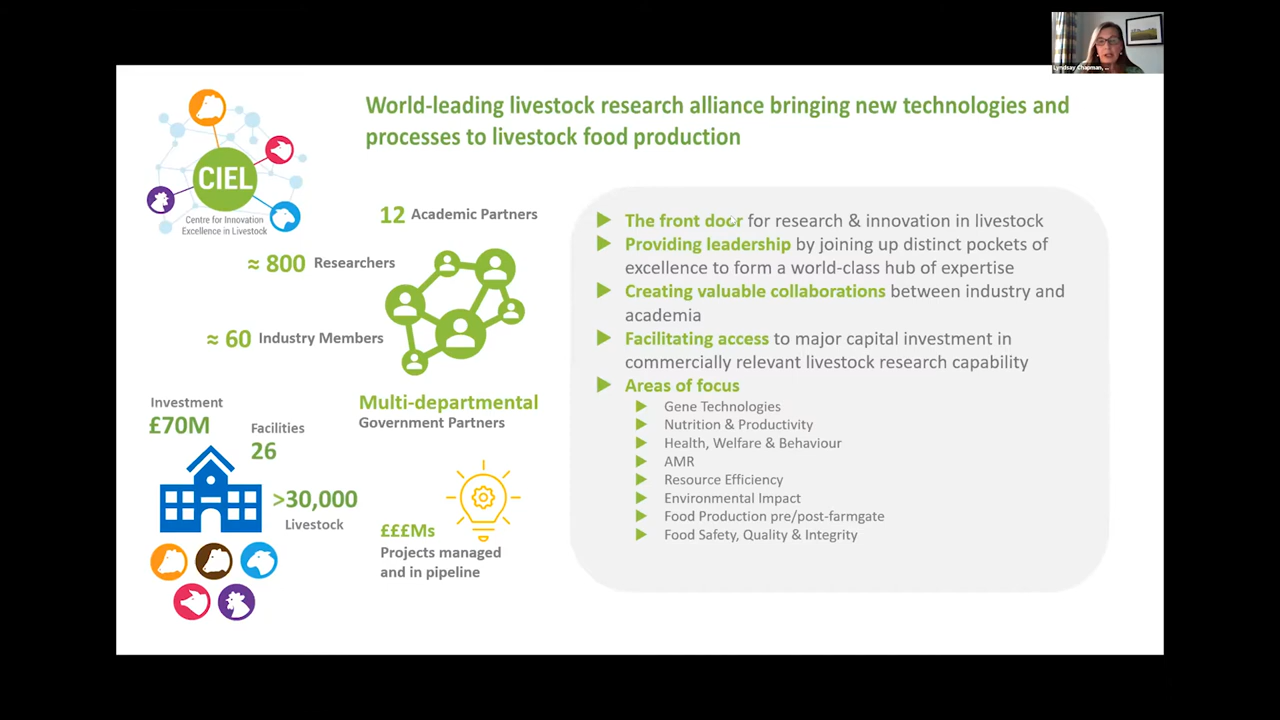 World-leading livestock research alliance bringing new technologies and
processes to livestock food production
CIEL
Centre for Innovation
Excellence in Livestock
12 Academic Partners
≈ 800 Researchers
≈ 60 Industry Members
Multi-departmental
Government Partners
Investment
£70M
Facilities
26
>30,000
Livestock
£££Ms
Projects managed
and in pipeline
The front door for research & innovation in livestock
Providing leadership by joining up distinct pockets of
excellence to form a world-class hub of expertise
Creating valuable collaborations between industry and
academia
Facilitating access to major capital investment in
commercially relevant livestock research capability
Areas of focus
Gene Technologies
Nutrition & Productivity
Health, Welfare & Behaviour
AMR
Resource Efficiency
Environmental Impact
Food Production pre/post-farmgate
Food Safety, Quality & Integrity
Lyndsay Chapman, ...